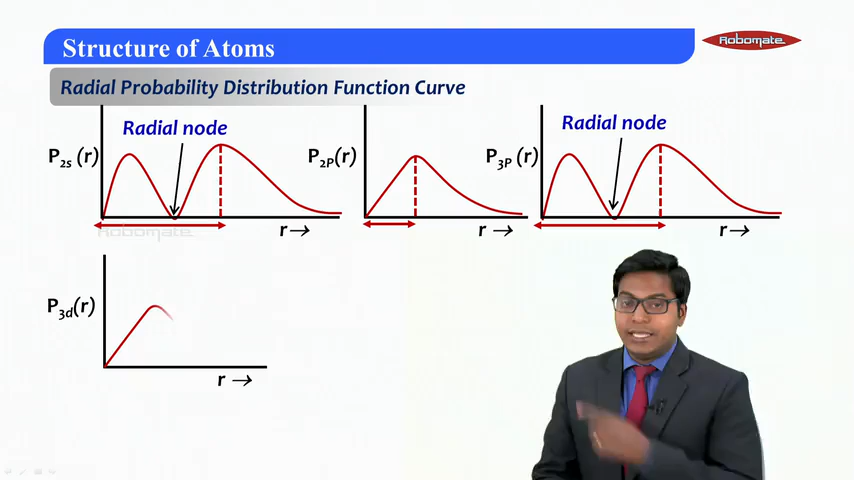 Structure of Atoms
Robomate
Radial Probability Distribution Function Curve
Radial node
Radial node
P2s (r)
P2P(r)
P3P (r)
r→
r→
r→
Robomate
P3d(r)
r→